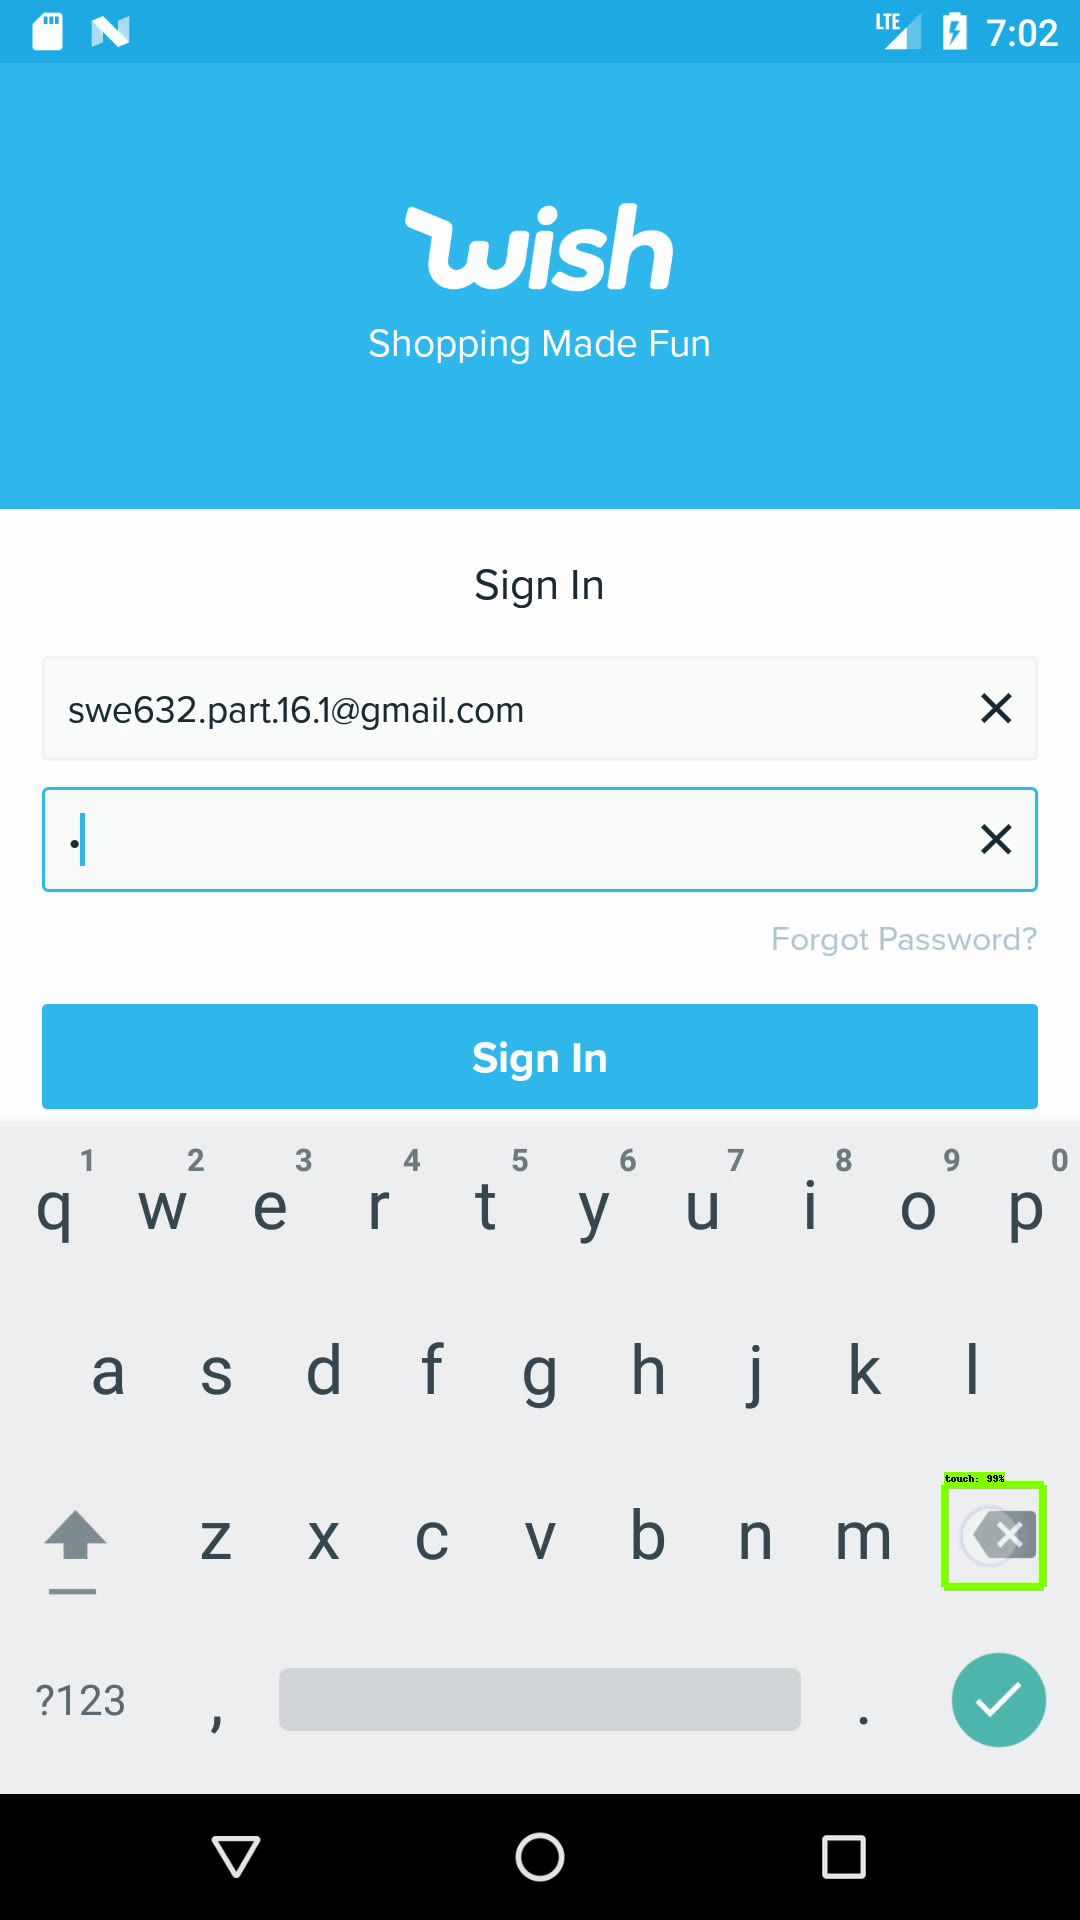 LTE 7:02
wish
Shopping Made Fun
Sign In
swe632.part.16.1@gmail.com
•
Forgot Password?
Sign In
1 2 3 4 5 6 7 8 9 0
q w e r t y u i o p
a s d f g h j k l
touch: 99%
z x c v b n m
?123 , .